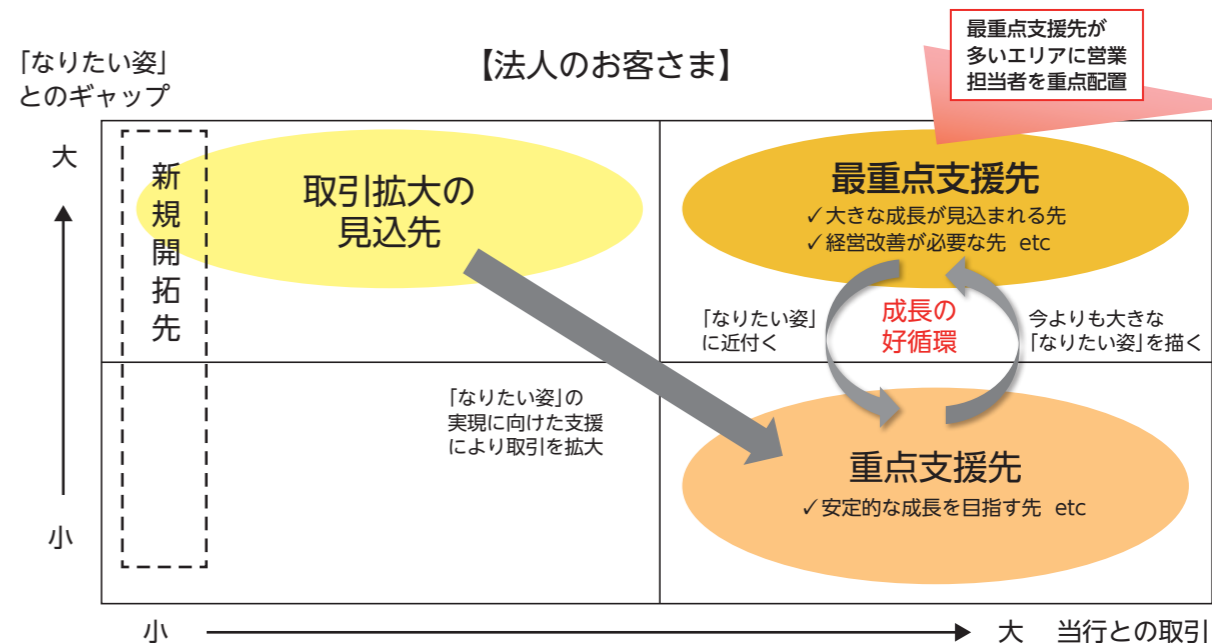 「なりたい姿」
とのギャップ
【法人のお客さま】
最重点支援先が
多いエリアに営業
担当者を重点配置
大
新規開拓先
取引拡大の
見込先
最重点支援先
✓大きな成長が見込まれる先
✓経営改善が必要な先 etc
「なりたい姿」
に近付く
成長の
好循環
今よりも大きな
「なりたい姿」を描く
「なりたい姿」の
実現に向けた支援
により取引を拡大
重点支援先
✓安定的な成長を目指す先 etc
小
小
大 当行との取引